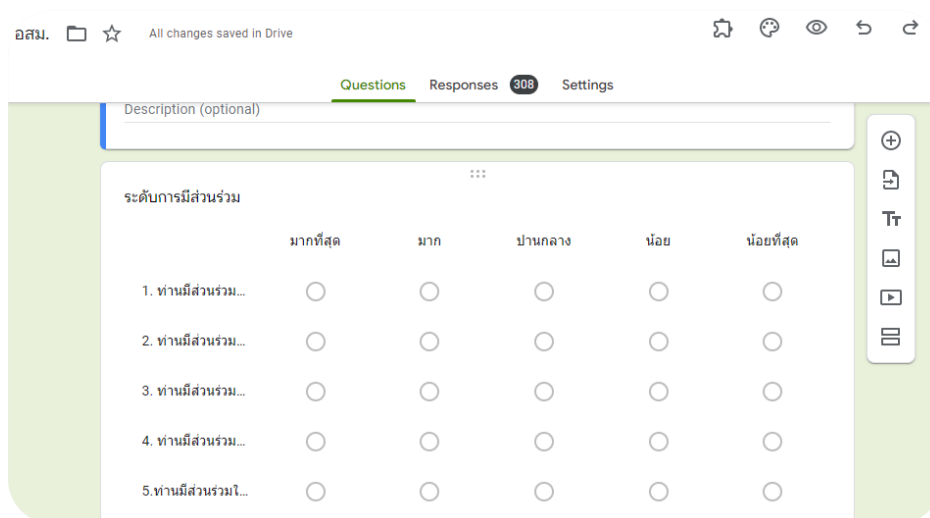 อสม.
All changes saved in Drive
Questions Responses 308 Settings
Description (optional)
ระดับการมีส่วนร่วม
มากที่สุด มาก ปานกลาง น้อย น้อยที่สุด
1. ท่านมีส่วนร่วม...
2. ท่านมีส่วนร่วม...
3. ท่านมีส่วนร่วม...
4. ท่านมีส่วนร่วม...
5.ท่านมีส่วนร่วมใ...